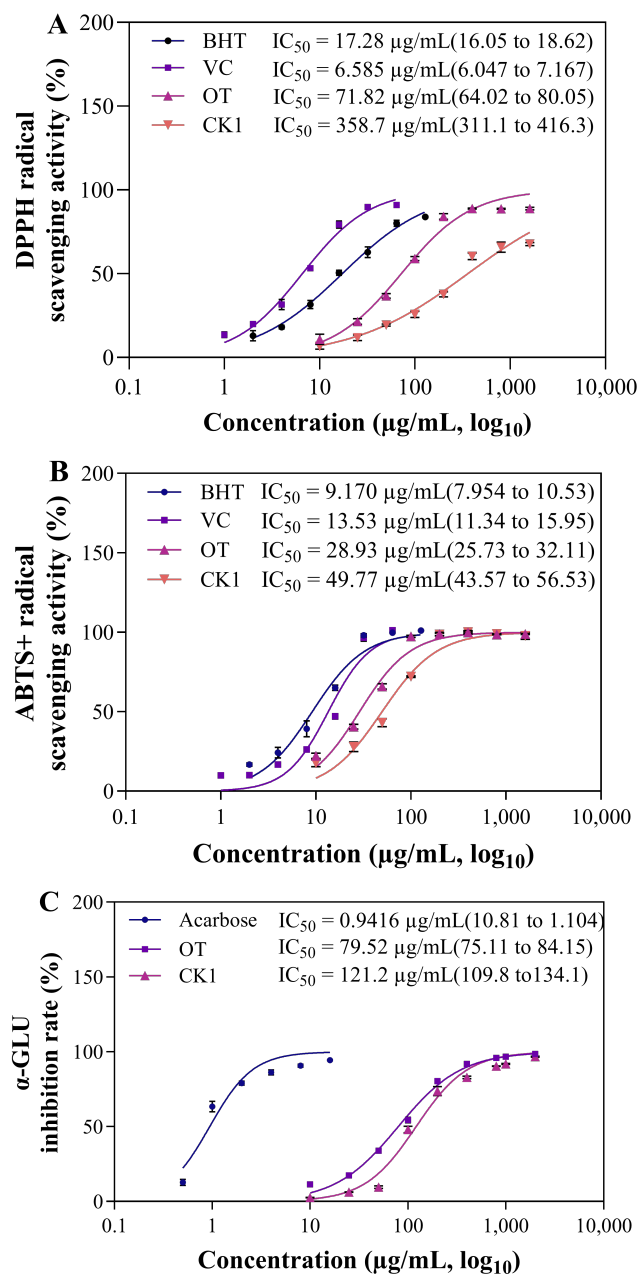 A
BHT IC50 = 17.28 µg/mL(16.05 to 18.62)
VC IC50 = 6.585 µg/mL(6.047 to 7.167)
OT IC50 = 71.82 µg/mL(64.02 to 80.05)
CK1 IC50 = 358.7 µg/mL(311.1 to 416.3)
DPPH radical
scavenging activity (%)
200
150
100
50
0
0.1 1 10 100 1,000 10,000
Concentration (µg/mL, log10)
B
BHT IC50 = 9.170 µg/mL(7.954 to 10.53)
VC IC50 = 13.53 µg/mL(11.34 to 15.95)
OT IC50 = 28.93 µg/mL(25.73 to 32.11)
CK1 IC50 = 49.77 µg/mL(43.57 to 56.53)
ABTS+ radical
scavenging activity (%)
200
150
100
50
0
0.1 1 10 100 1,000 10,000
Concentration (µg/mL, log10)
C
Acarbose IC50 = 0.9416 µg/mL(10.81 to 1.104)
OT IC50 = 79.52 µg/mL(75.11 to 84.15)
CK1 IC50 = 121.2 µg/mL(109.8 to134.1)
α-GLU
inhibition rate (%)
200
150
100
50
0
0.1 1 10 100 1,000 10,000
Concentration (µg/mL, log10)